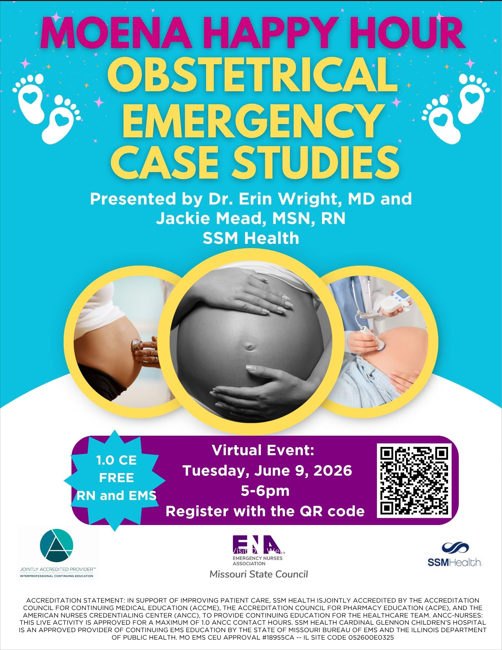 MOENA HAPPY HOUR
OBSTETRICAL
EMERGENCY
CASE STUDIES
Presented by Dr. Erin Wright, MD and
Jackie Mead, MSN, RN
SSM Health
1.0 CE
FREE
RN and EMS
Virtual Event:
Tuesday, June 9, 2026
5-6pm
Register with the QR code
JOINTLY ACCREDITED PROVIDER™
INTERPROFESSIONAL CONTINUING EDUCATION
ENA
EMERGENCY NURSES
ASSOCIATION
Missouri State Council
SSMHealth
ACCREDITATION STATEMENT: IN SUPPORT OF IMPROVING PATIENT CARE, SSM HEALTH ISJOINTLY ACCREDITED BY THE ACCREDITATION
COUNCIL FOR CONTINUING MEDICAL EDUCATION (ACCME), THE ACCREDITATION COUNCIL FOR PHARMACY EDUCATION (ACPE), AND THE
AMERICAN NURSES CREDENTIALING CENTER (ANCC), TO PROVIDE CONTINUING EDUCATION FOR THE HEALTHCARE TEAM. ANCC-NURSES:
THIS LIVE ACTIVITY IS APPROVED FOR A MAXIMUM OF 1.0 ANCC CONTACT HOURS. SSM HEALTH CARDINAL GLENNON CHILDREN'S HOSPITAL
IS AN APPROVED PROVIDER OF CONTINUING EMS EDUCATION BY THE STATE OF MISSOURI BUREAU OF EMS AND THE ILLINOIS DEPARTMENT
OF PUBLIC HEALTH. MO EMS CEU APPROVAL #18955CA -- IL SITE CODE 052600E0325